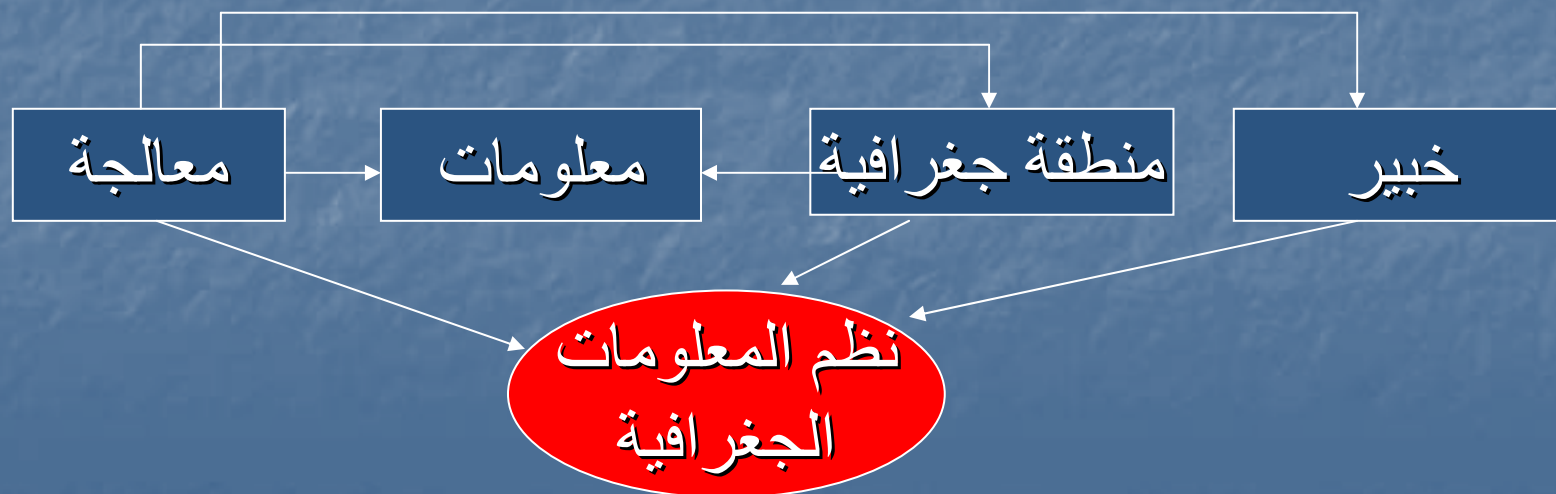 خبير
منطقة جغرافية
معلومات
معالجة
نظم المعلومات
الجغرافية